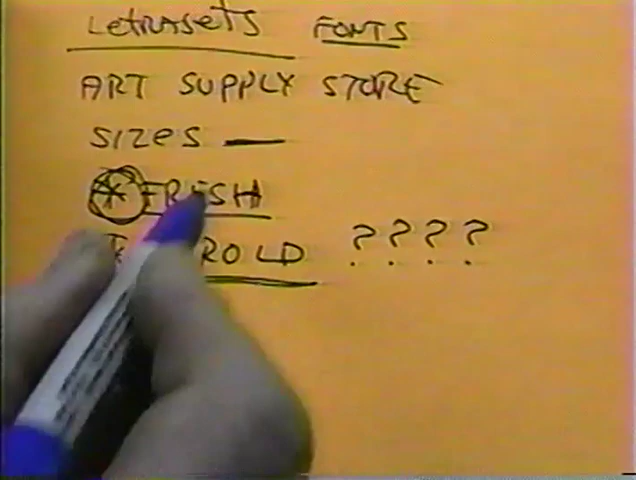 LetrASetS FONTS
ART SUPPLY STORE
SIZES —
* FRESH
????